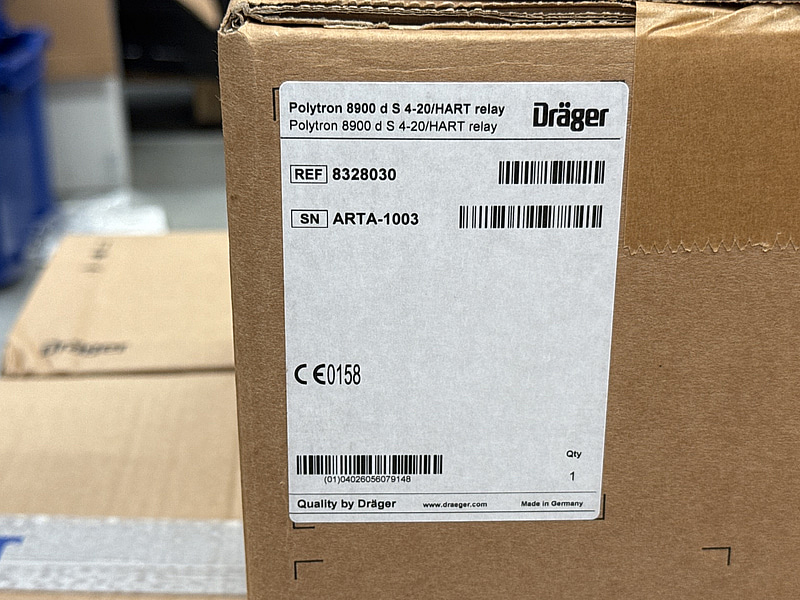 Polytron 8900 d S 4-20/HART relay
Polytron 8900 d S 4-20/HART relay
Dräger
REF 8328030
SN ARTA-1003
CE0158
(01)04026056079148
Qty
1
Quality by Dräger www.draeger.com Made in Germany
Dräger